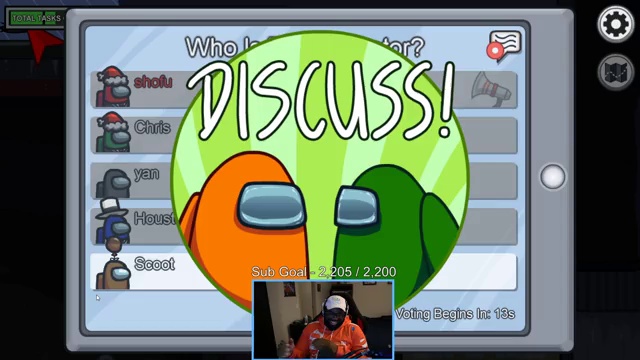 TOTAL TASKS
Who Is
tor?
DISCUSS!
shofu
Chris
yan
Houst
Scoot
Sub Goal - 2,205 / 2,200
Voting Begins In: 13s